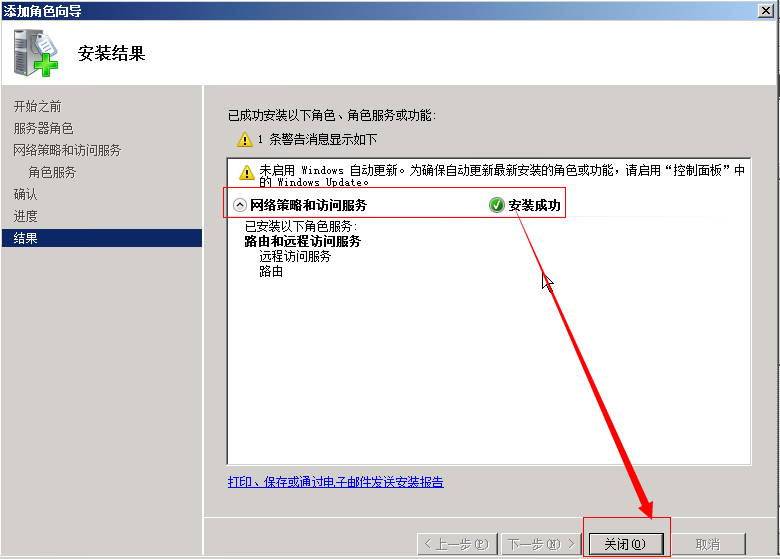 添加角色向导
安装结果
开始之前
服务器角色
网络策略和访问服务
角色服务
确认
进度
结果
已成功安装以下角色、角色服务或功能:
1 条警告消息显示如下
未启用 Windows 自动更新。为确保自动更新最新安装的角色或功能，请启用“控制面板”中
的 Windows Update。
网络策略和访问服务 安装成功
已安装以下角色服务:
路由和远程访问服务
远程访问服务
路由
打印、保存或通过电子邮件发送安装报告
< 上一步(P) 下一步(N) > 关闭(O) 取消